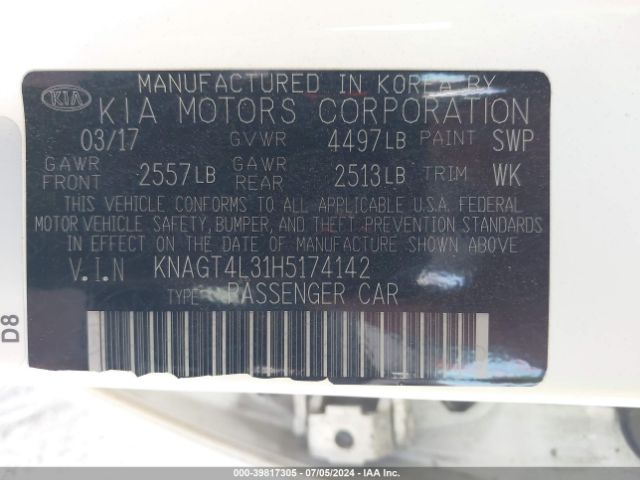 MANUFACTURED IN KOREA BY
KIA KIA MOTORS CORPORATION
03/17 GVWR 4497LB PAINT SWP
GAWR FRONT 2557LB GAWR REAR 2513LB TRIM WK
THIS VEHICLE CONFORMS TO ALL APPLICABLE U.S.A. FEDERAL
MOTOR VEHICLE SAFETY, BUMPER, AND THEFT PREVENTION STANDARDS
IN EFFECT ON THE DATE OF MANUFACTURE SHOWN ABOVE
V.I.N KNAGT4L31H5174142
TYPE: PASSENGER CAR
D8
000-39817305 - 07/05/2024 - IAA Inc.